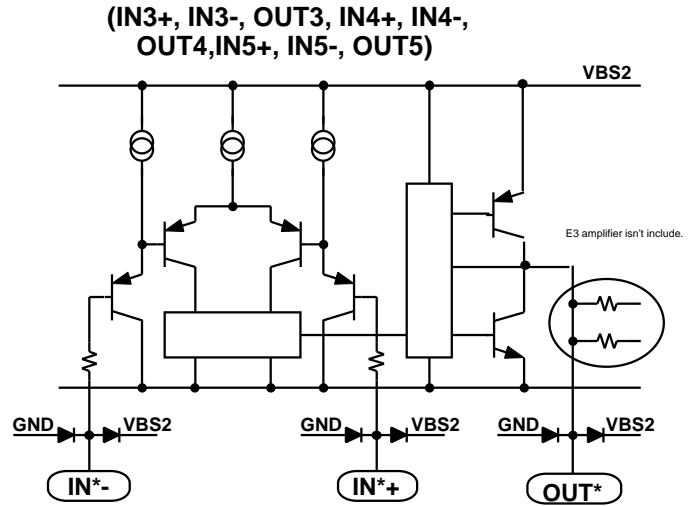 (IN3+, IN3-, OUT3, IN4+, IN4-,
OUT4,IN5+, IN5-, OUT5)
VBS2
E3 amplifier isn't include.
GND VBS2 GND VBS2 GND VBS2
IN*- IN*+ OUT*